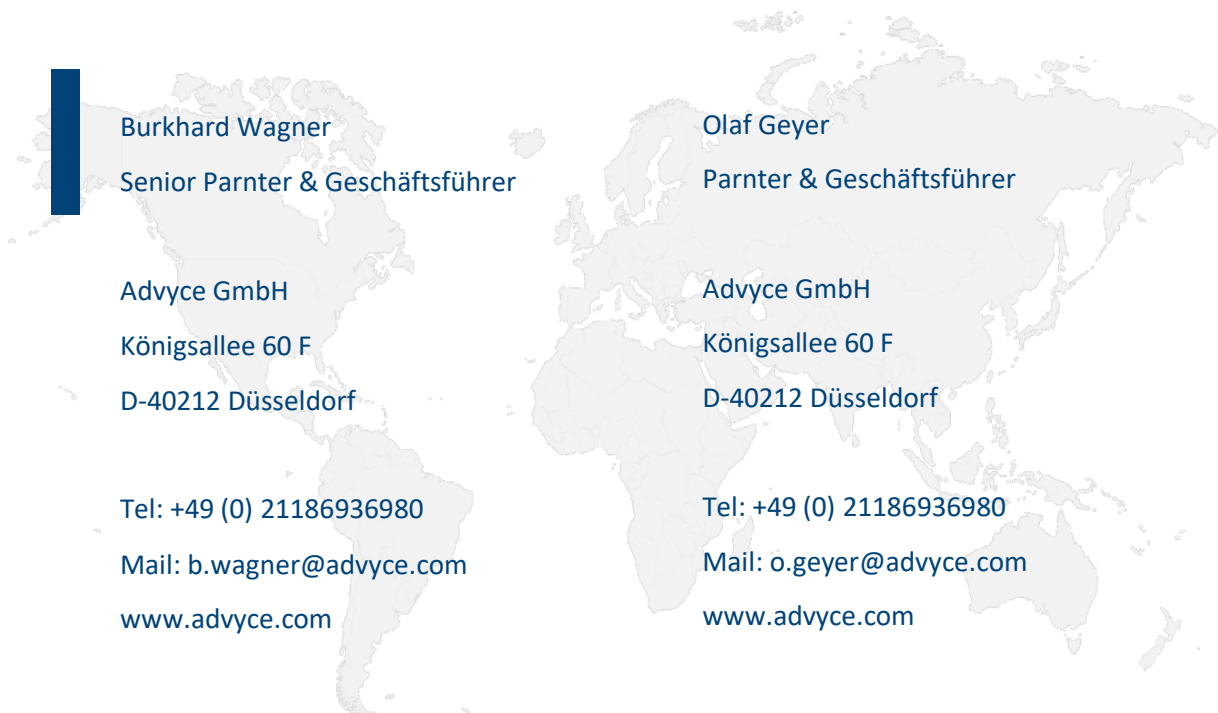 Burkhard Wagner
Senior Parnter & Geschäftsführer
Advyce GmbH
Königsallee 60 F
D-40212 Düsseldorf
Tel: +49 (0) 21186936980
Mail: b.wagner@advyce.com
www.advyce.com
Olaf Geyer
Parnter & Geschäftsführer
Advyce GmbH
Königsallee 60 F
D-40212 Düsseldorf
Tel: +49 (0) 21186936980
Mail: o.geyer@advyce.com
www.advyce.com